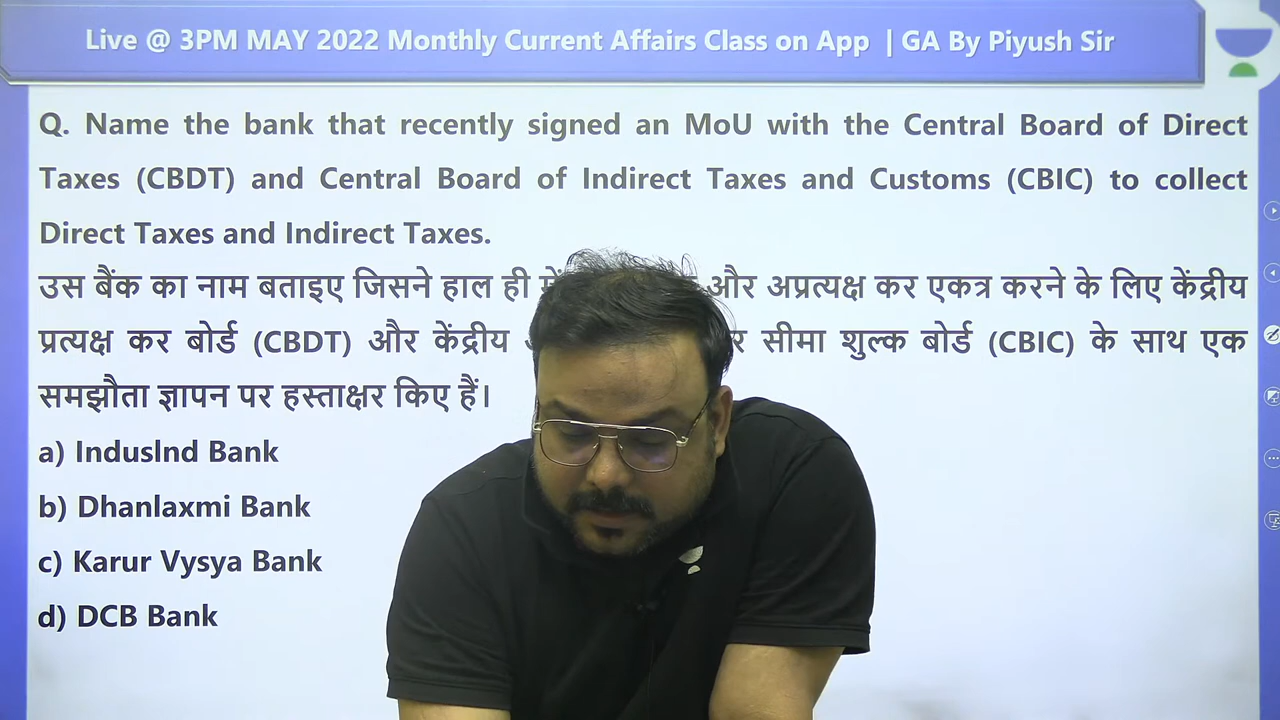 Live @ 3PM MAY 2022 Monthly Current Affairs Class on App | GA By Piyush Sir
Q. Name the bank that recently signed an MoU with the Central Board of Direct
Taxes (CBDT) and Central Board of Indirect Taxes and Customs (CBIC) to collect
Direct Taxes and Indirect Taxes.
उस बैंक का नाम बताइए जिसने हाल ही और अप्रत्यक्ष कर एकत्र करने के लिए केंद्रीय
प्रत्यक्ष कर बोर्ड (CBDT) और केंद्रीय सीमा शुल्क बोर्ड (CBIC) के साथ एक
समझौता ज्ञापन पर हस्ताक्षर किए हैं।
a) IndusInd Bank
b) Dhanlaxmi Bank
c) Karur Vysya Bank
d) DCB Bank